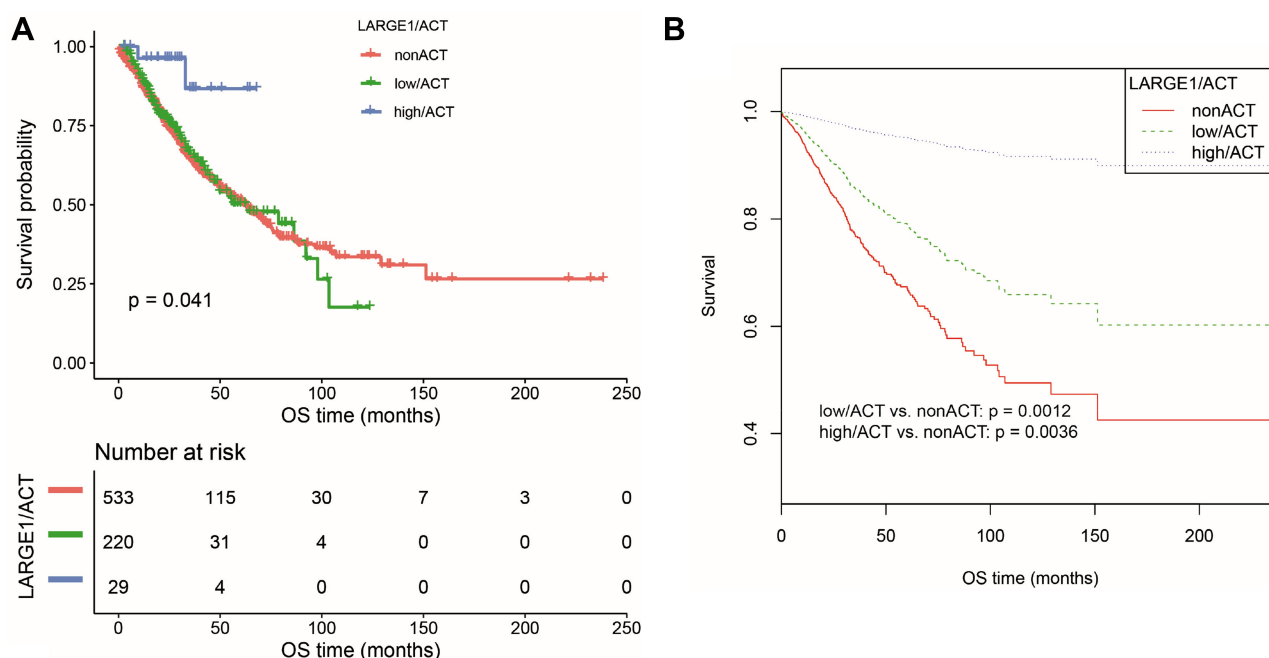 A
LARGE1/ACT
nonACT
low/ACT
high/ACT
Survival probability
1.00
0.75
0.50
0.25
0.00
p = 0.041
0 50 100 150 200 250
OS time (months)
Number at risk
LARGE1/ACT
533 115 30 7 3 0
220 31 4 0 0 0
29 4 0 0 0 0
0 50 100 150 200 250
OS time (months)
B
LARGE1/ACT
nonACT
low/ACT
high/ACT
Survival
1.0
0.8
0.6
0.4
low/ACT vs. nonACT: p = 0.0012
high/ACT vs. nonACT: p = 0.0036
0 50 100 150 200
OS time (months)